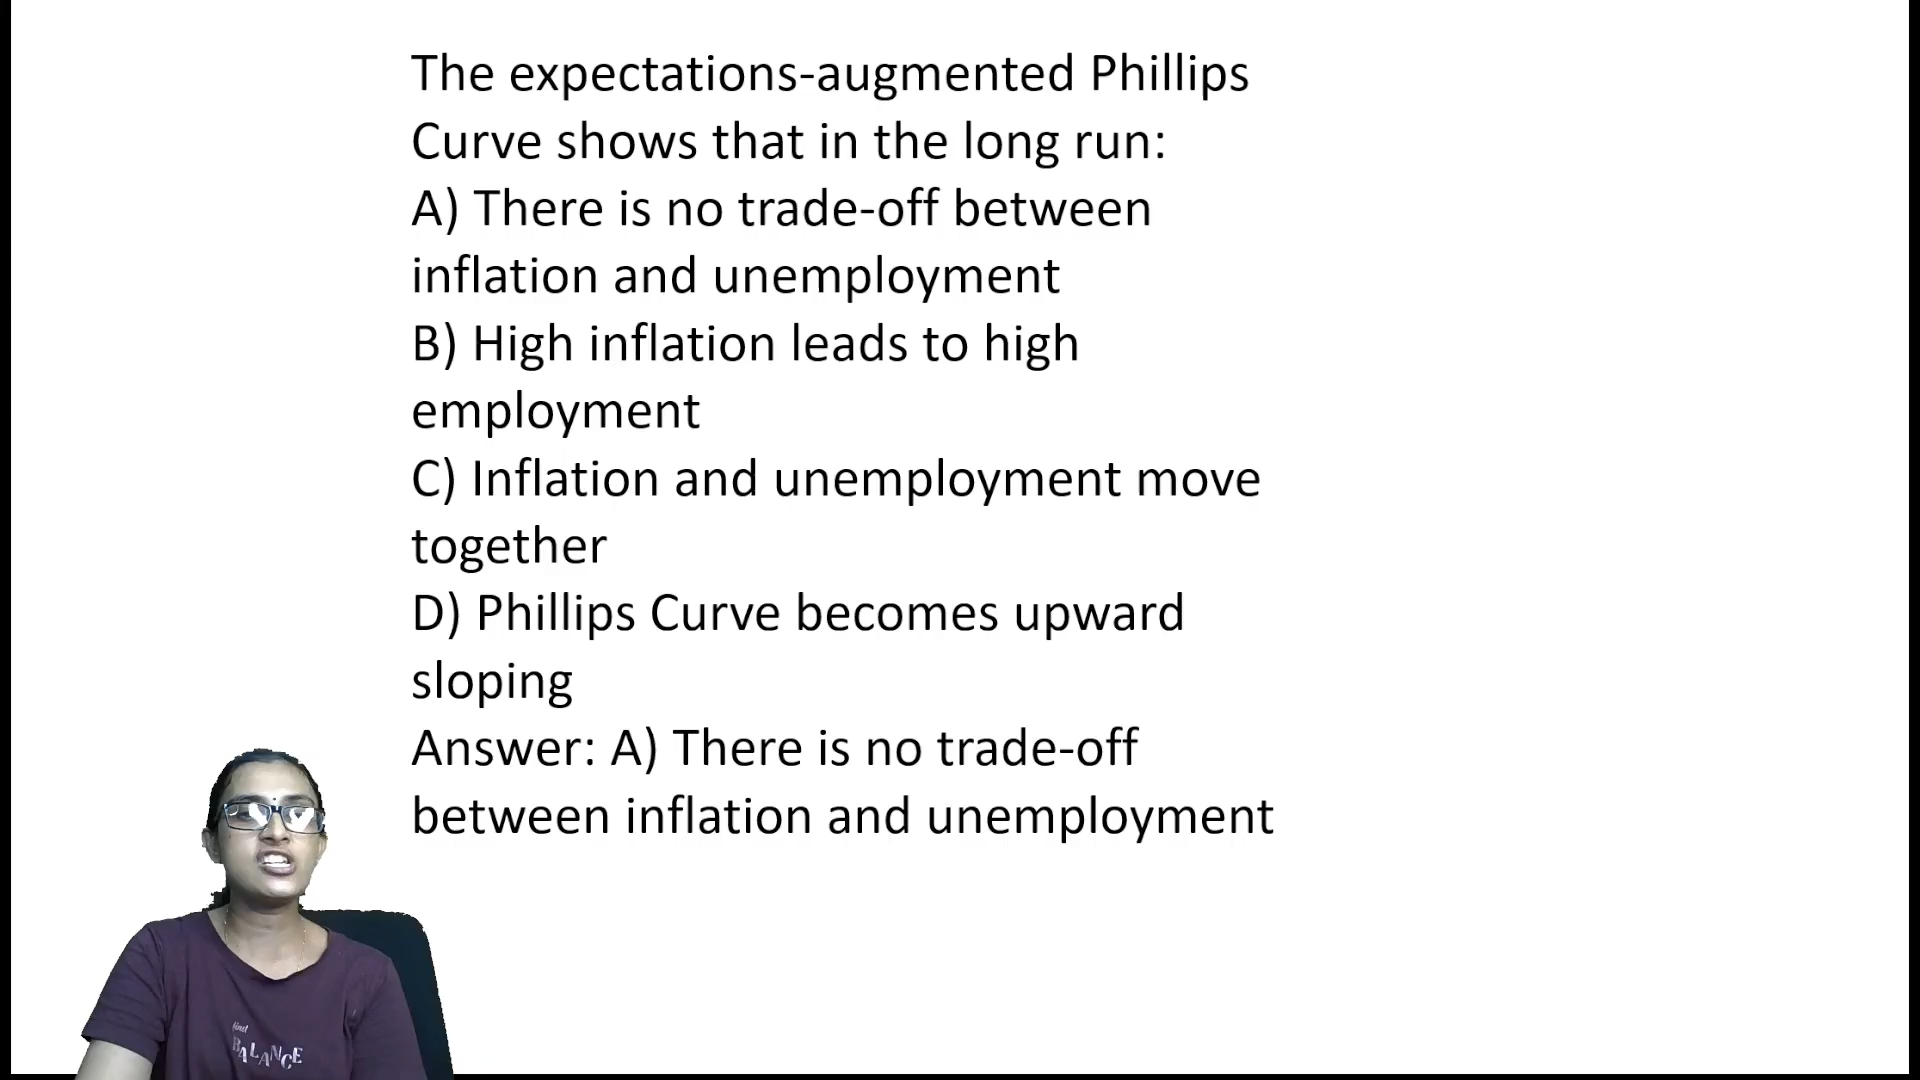 The expectations-augmented Phillips
Curve shows that in the long run:
A) There is no trade-off between
inflation and unemployment
B) High inflation leads to high
employment
C) Inflation and unemployment move
together
D) Phillips Curve becomes upward
sloping
Answer: A) There is no trade-off
between inflation and unemployment
find
BALANCE